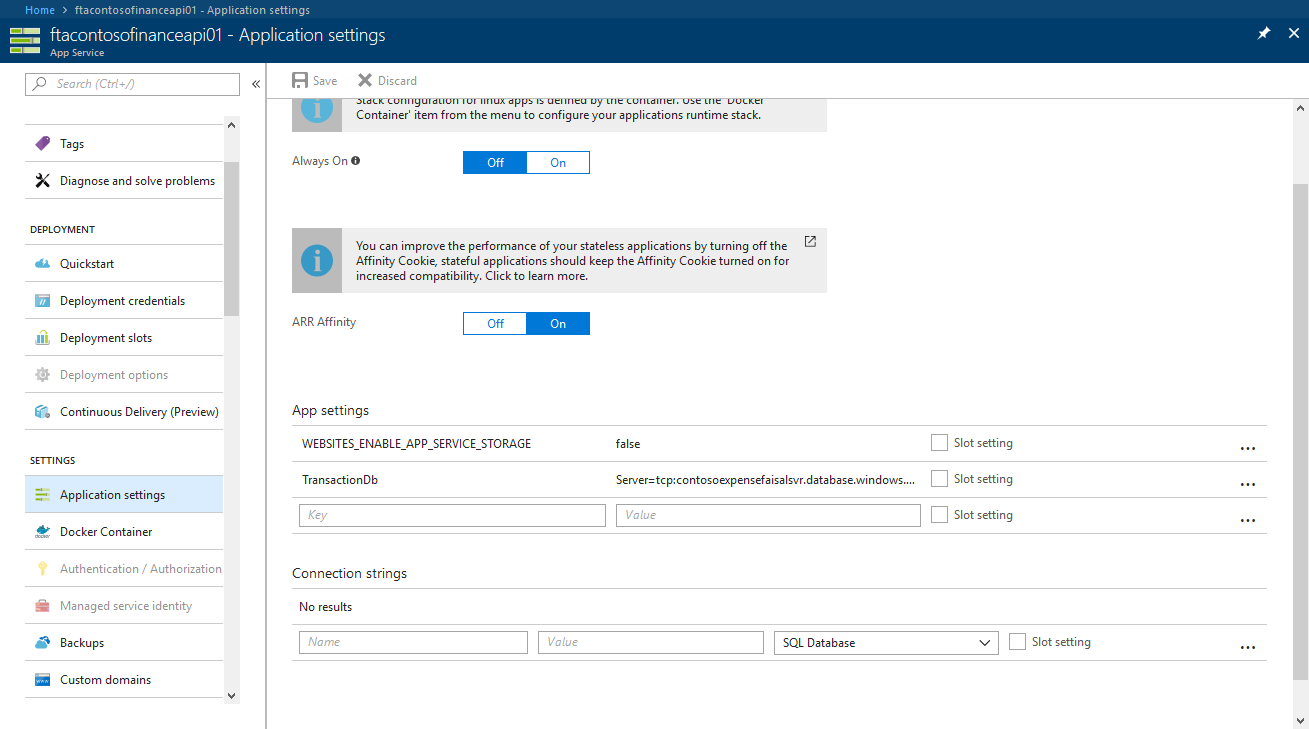 Home > ftacontosofinanceapi01 - Application settings
ftacontosofinanceapi01 - Application settings
App Service
Search (Ctrl+/)
«
Tags
Diagnose and solve problems
DEPLOYMENT
Quickstart
Deployment credentials
Deployment slots
Deployment options
Continuous Delivery (Preview)
SETTINGS
Application settings
Docker Container
Authentication / Authorization
Managed service identity
Backups
Custom domains
Save Discard
Stack configuration for linux apps is defined by the container. Use the 'Docker
Container' item from the menu to configure your applications runtime stack.
Always On Off On
You can improve the performance of your stateless applications by turning off the
Affinity Cookie, stateful applications should keep the Affinity Cookie turned on for
increased compatibility. Click to learn more.
ARR Affinity Off On
App settings
WEBSITES_ENABLE_APP_SERVICE_STORAGE false Slot setting ...
TransactionDb Server=tcp:contosoexpensefaisalsvr.database.windows.... Slot setting ...
Key Value Slot setting ...
Connection strings
No results
Name Value SQL Database Slot setting ...